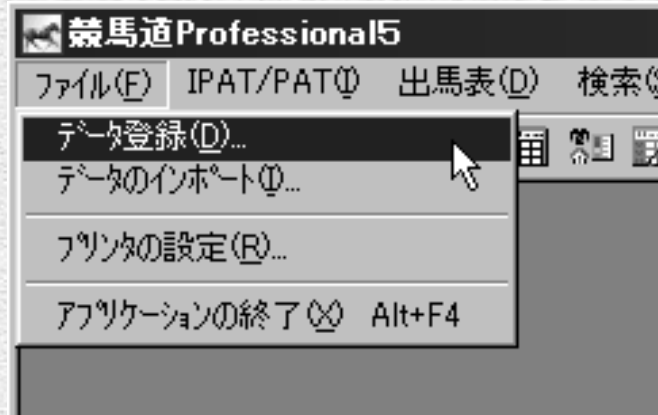 競馬道Professional5
ファイル(F) IPAT/PAT(I) 出馬表(D) 検索(S
データ登録(D)...
データのインポート(I)...
プリンタの設定(R)...
アプリケーションの終了(X) Alt+F4